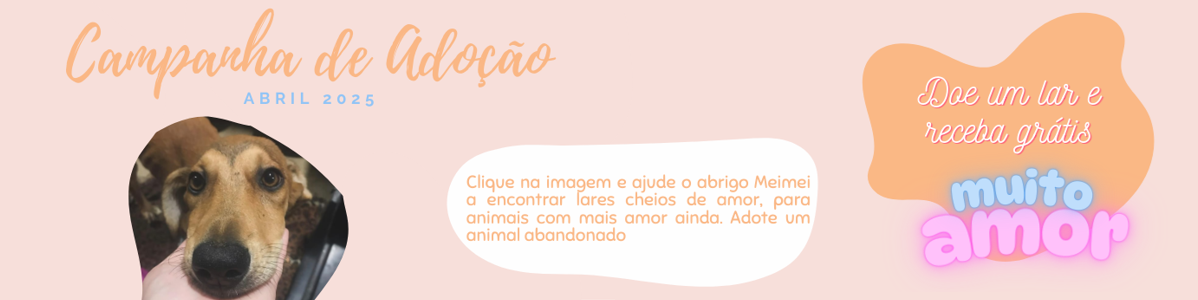 Campanha de Adoção
ABRIL 2025
Clique na imagem e ajude o abrigo Meimei
a encontrar lares cheios de amor, para
animais com mais amor ainda. Adote um
animal abandonado
Doe um lar e
receba grátis
muito
amor